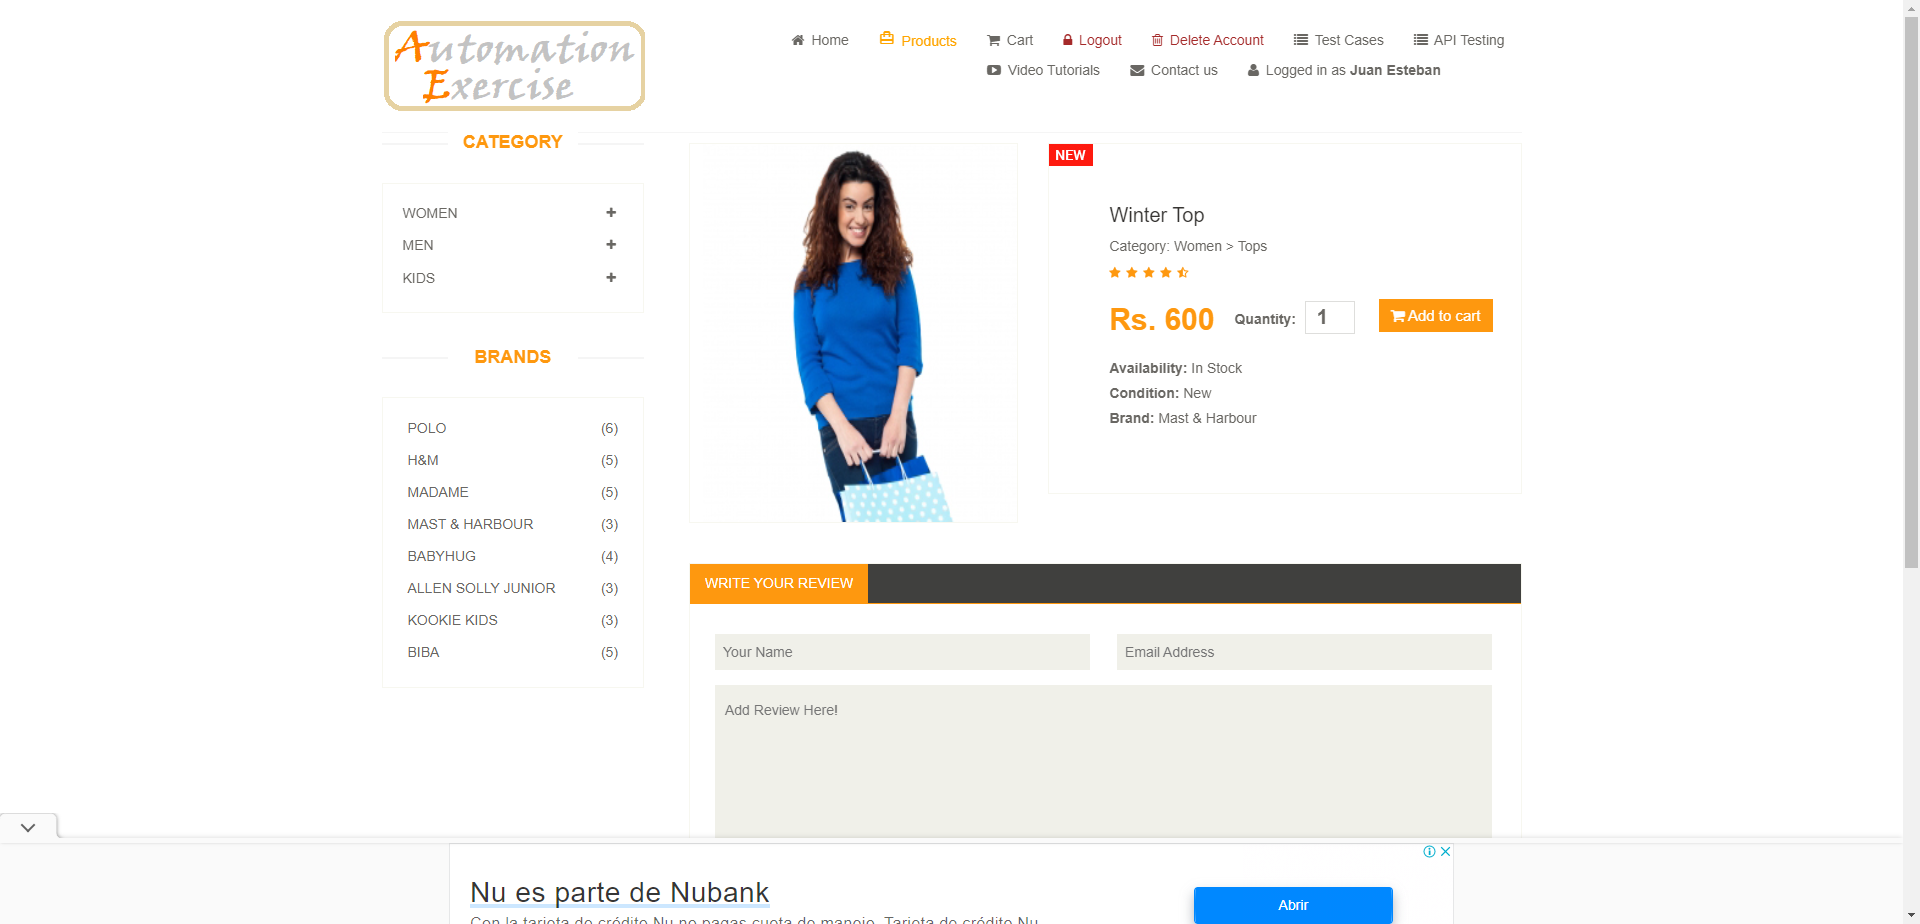 Automation
Exercise
Home
Products
Cart
Logout
Delete Account
Test Cases
API Testing
Video Tutorials
Contact us
Logged in as Juan Esteban
CATEGORY
WOMEN
MEN
KIDS
BRANDS
POLO (6)
H&M (5)
MADAME (5)
MAST & HARBOUR (3)
BABYHUG (4)
ALLEN SOLLY JUNIOR (3)
KOOKIE KIDS (3)
BIBA (5)
NEW
Winter Top
Category: Women > Tops
Rs. 600 Quantity: 1 Add to cart
Availability: In Stock
Condition: New
Brand: Mast & Harbour
WRITE YOUR REVIEW
Your Name
Email Address
Add Review Here!
Nu es parte de Nubank
Con la tarjeta de crédito Nu no pagas cuota de manejo. Tarjeta de crédito Nu
Abrir